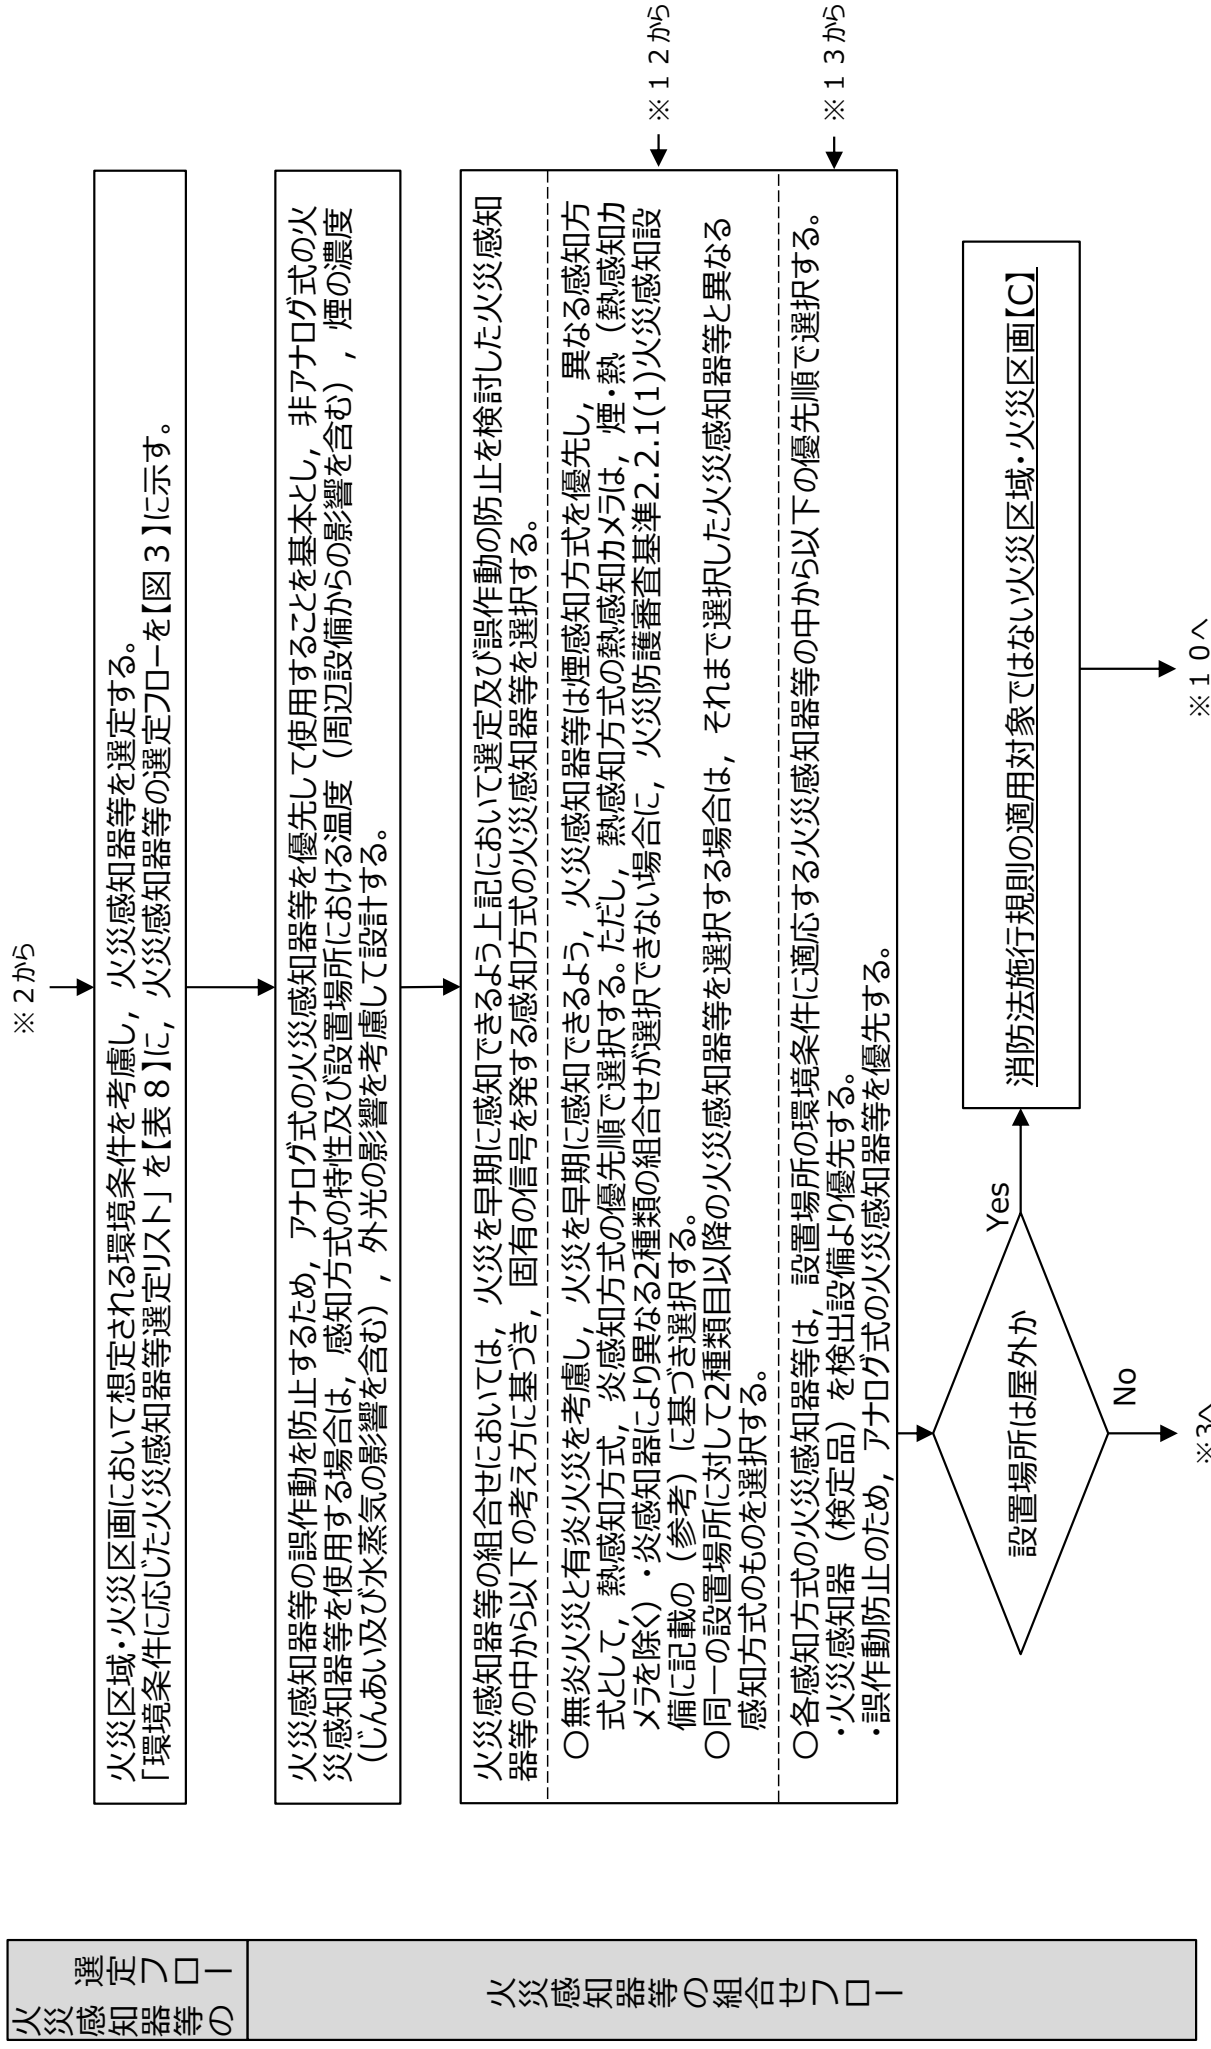 火災感知器等の
選定フロー
火災感知器等の組合せフロー
※2から
火災区域・火災区画において想定される環境条件を考慮し，火災感知器等を選定する。
「環境条件に応じた火災感知器等選定リスト」を【表８】に，火災感知器等の選定フローを【図３】に示す。
火災感知器等の誤作動を防止するため，アナログ式の火災感知器等を優先して使用することを基本とし，非アナログ式の火
災感知器等を使用する場合は，感知方式の特性及び設置場所における温度（周辺設備からの影響を含む），煙の濃度
（じんあい及び水蒸気の影響を含む），外光の影響を考慮して設計する。
火災感知器等の組合せにおいては，火災を早期に感知できるよう上記において選定及び誤作動の防止を検討した火災感知
器等の中から以下の考え方に基づき，固有の信号を発する感知方式の火災感知器等を選択する。
○無炎火災と有炎火災を考慮し，火災を早期に感知できるよう，火災感知器等は煙感知方式を優先し，異なる感知方
式として，熱感知方式，炎感知方式の優先順で選択する。ただし，熱感知方式の熱感知カメラは，煙・熱（熱感知カ
メラを除く）・炎感知器により異なる2種類の組合せが選択できない場合に，火災防護審査基準2.2.1(1)火災感知設
備に記載の（参考）に基づき選択する。
○同一の設置場所に対して2種類目以降の火災感知器等を選択する場合は，それまで選択した火災感知器等と異なる
感知方式のものを選択する。
※１２から
○各感知方式の火災感知器等は，設置場所の環境条件に適応する火災感知器等の中から以下の優先順で選択する。
・火災感知器（検定品）を検出設備より優先する。
・誤作動防止のため，アナログ式の火災感知器等を優先する。
※１３から
設置場所は屋外か
Yes
消防法施行規則の適用対象ではない火災区域・火災区画【C】
No
※3へ
※１０へ